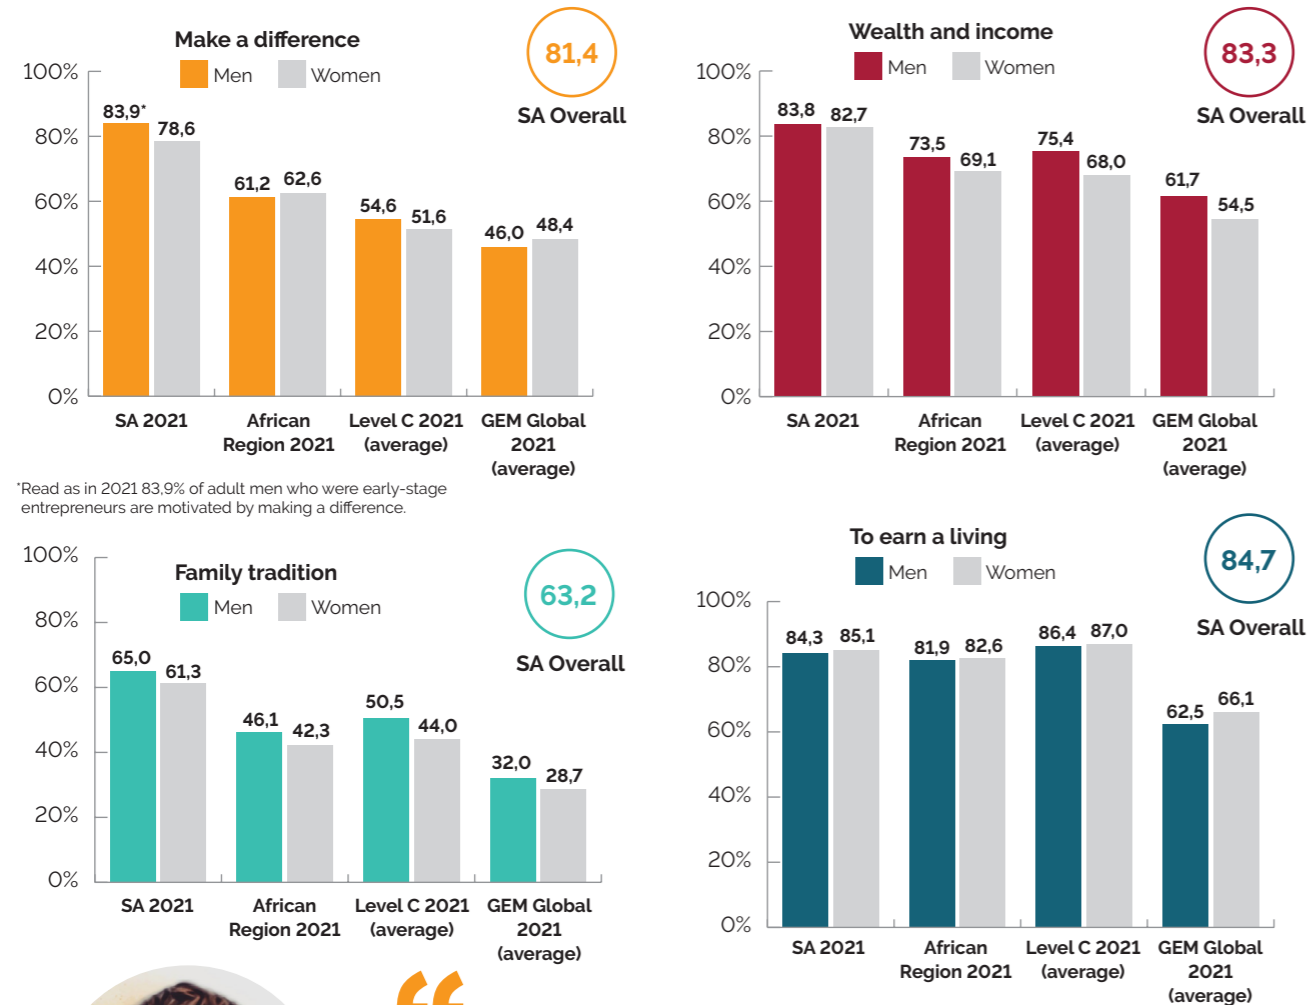 Make a difference
Men
Women
81,4
SA Overall
100%
80%
60%
40%
20%
0%
83,9*
78,6
61,2
62,6
54,6
51,6
46,0
48,4
SA 2021
African
Region 2021
Level C 2021
(average)
GEM Global
2021
(average)
*Read as in 2021 83,9% of adult men who were early-stage
entrepreneurs are motivated by making a difference.
Wealth and income
Men
Women
83,3
SA Overall
100%
80%
60%
40%
20%
0%
83,8
82,7
73,5
69,1
75,4
68,0
61,7
54,5
SA 2021
African
Region 2021
Level C 2021
(average)
GEM Global
2021
(average)
Family tradition
Men
Women
63,2
SA Overall
100%
80%
60%
40%
20%
0%
65,0
61,3
46,1
42,3
50,5
44,0
32,0
28,7
SA 2021
African
Region 2021
Level C 2021
(average)
GEM Global
2021
(average)
To earn a living
Men
Women
84,7
SA Overall
100%
80%
60%
40%
20%
0%
84,3
85,1
81,9
82,6
86,4
87,0
62,5
66,1
SA 2021
African
Region 2021
Level C 2021
(average)
GEM Global
2021
(average)
“